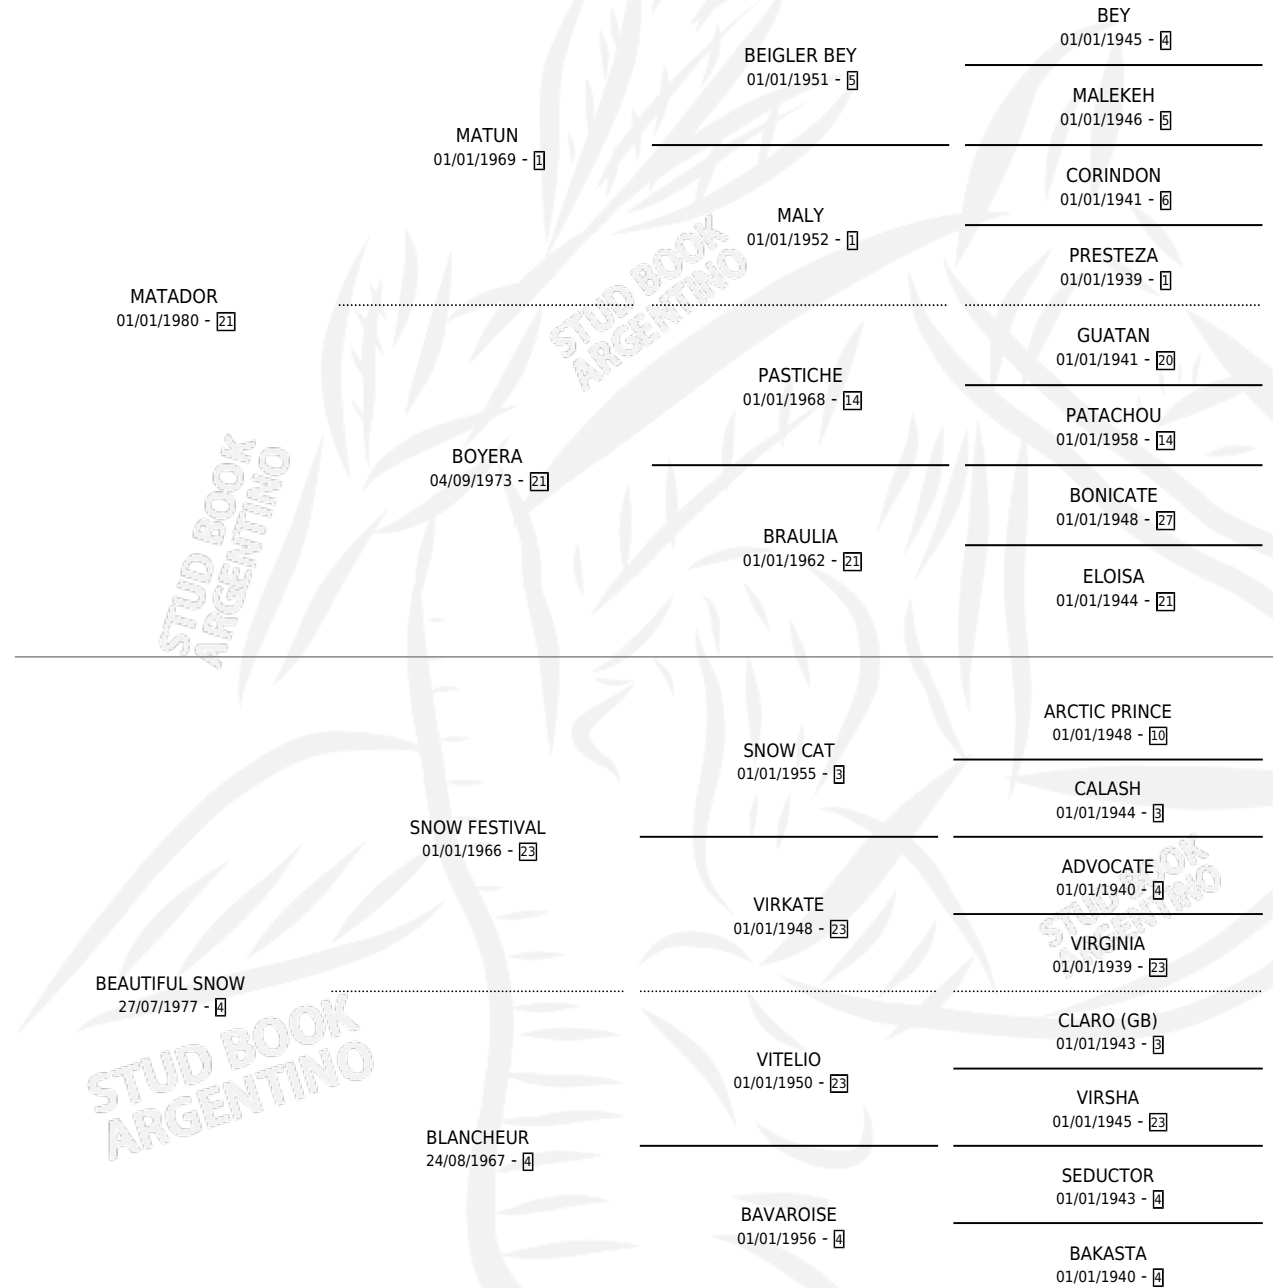 BEY
01/01/1945 - 4
BEIGLER BEY
01/01/1951 - 5
MALEKEH
01/01/1946 - 5
MATUN
01/01/1969 - 1
CORINDON
01/01/1941 - 6
MALY
01/01/1952 - 1
PRESTEZA
01/01/1939 - 1
MATADOR
01/01/1980 - 21
GUATAN
01/01/1941 - 20
PASTICHE
01/01/1968 - 14
PATACHOU
01/01/1958 - 14
BOYERA
04/09/1973 - 21
BONICATE
01/01/1948 - 27
BRAULIA
01/01/1962 - 21
ELOISA
01/01/1944 - 21
STUD BOOK
ARGENTINO
STUD BOOK
ARGENTINO
ARCTIC PRINCE
01/01/1948 - 10
SNOW CAT
01/01/1955 - 3
CALASH
01/01/1944 - 3
SNOW FESTIVAL
01/01/1966 - 23
ADVOCATE
01/01/1940 - 4
VIRKATE
01/01/1948 - 23
VIRGINIA
01/01/1939 - 23
BEAUTIFUL SNOW
27/07/1977 - 4
CLARO (GB)
01/01/1943 - 3
VITELIO
01/01/1950 - 23
VIRSHA
01/01/1945 - 23
BLANCHEUR
24/08/1967 - 4
SEDUCTOR
01/01/1943 - 4
BAVAROISE
01/01/1956 - 4
BAKASTA
01/01/1940 - 4
STUD BOOK
ARGENTINO
STUD BOOK
ARGENTINO